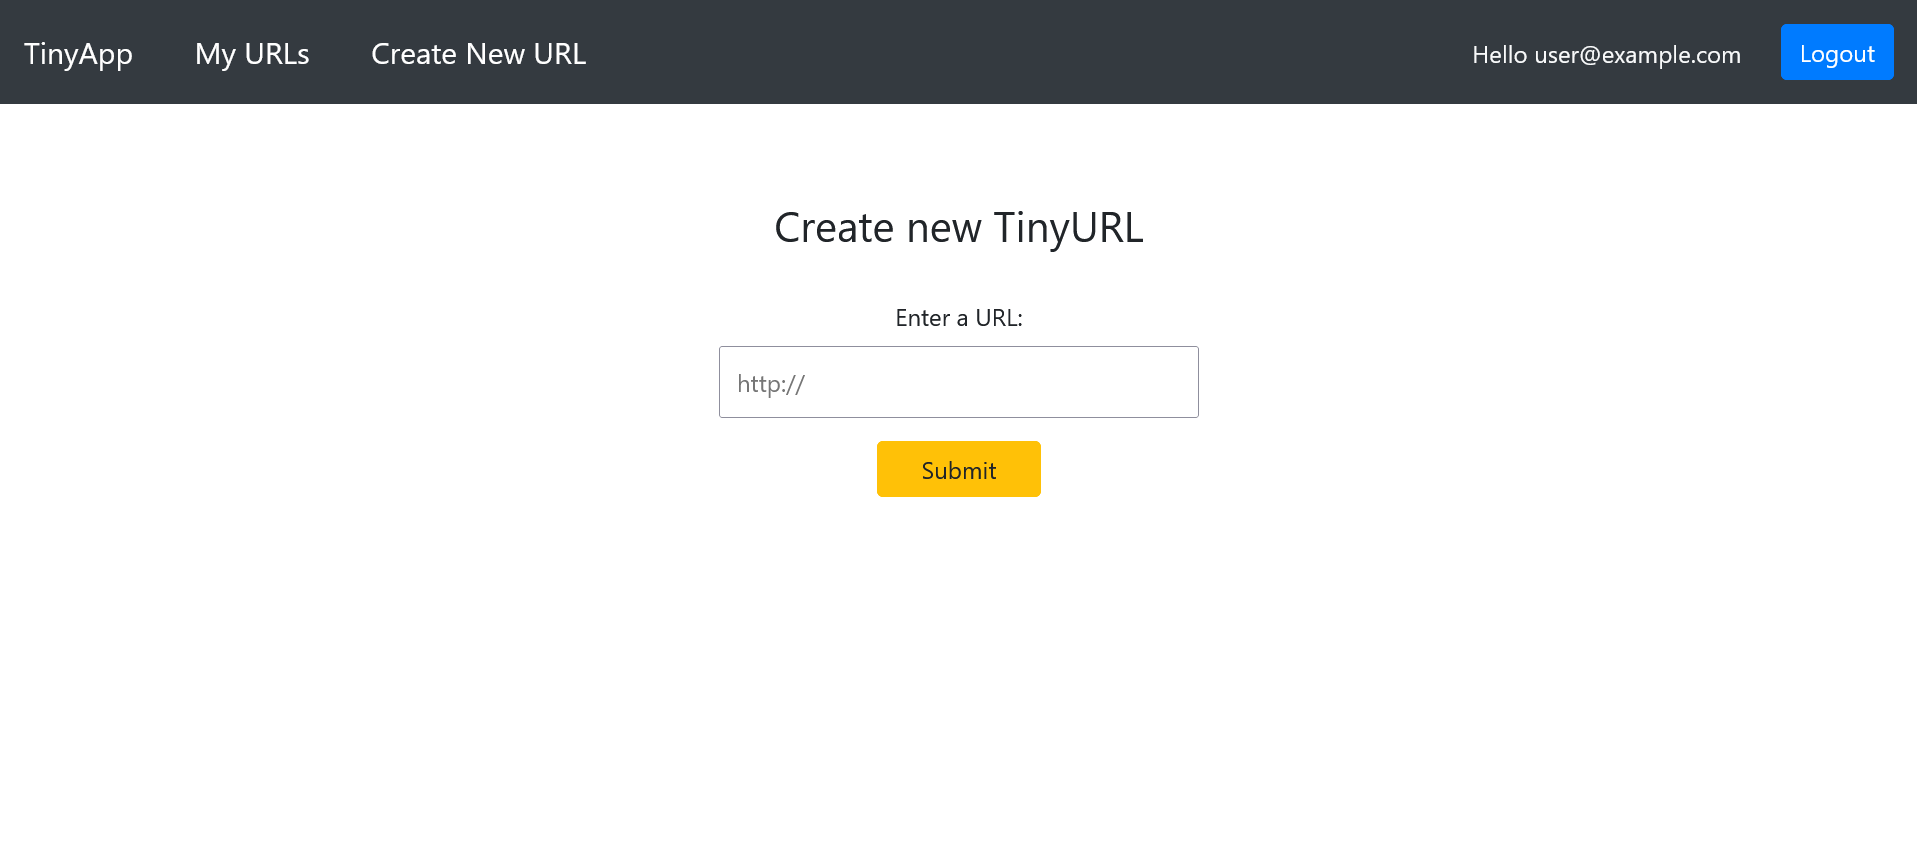 TinyApp My URLs Create New URL Hello user@example.com Logout
Create new TinyURL
Enter a URL:
http://
Submit